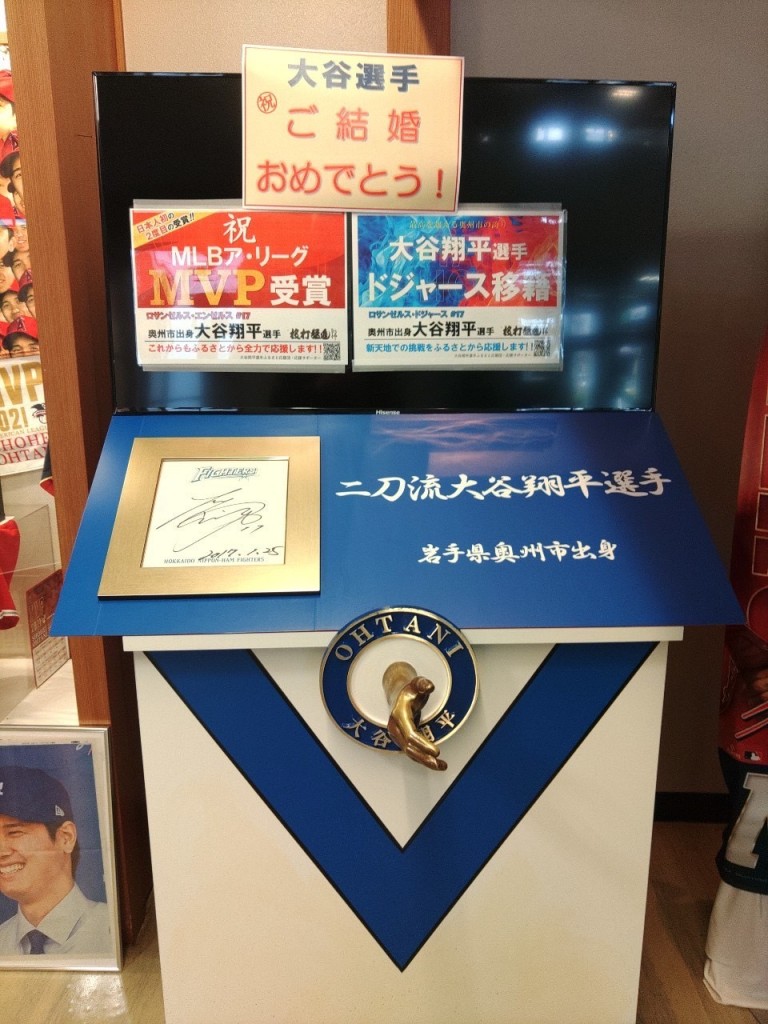 大谷選手
祝
ご結婚
おめでとう!
日本人初の
2度目の受賞!!
祝
MLBア・リーグ
MVP受賞
ロサンゼルス・エンゼルス #17
奥州市出身 大谷翔平選手
これからもふるさとから全力で応援します!!
大谷翔平選手
ドジャース移籍
ロサンゼルス・ドジャース #17
奥州市出身 大谷翔平選手
新天地での挑戦をふるさとから応援します!!
Hisense
FIGHTERS
17
2017.1.25
HOKKAIDO NIPPON-HAM FIGHTERS
二刀流大谷翔平選手
岩手県奥州市出身
OHTANI
大谷翔平
MVP
2021
SHOHEI
OHTANI